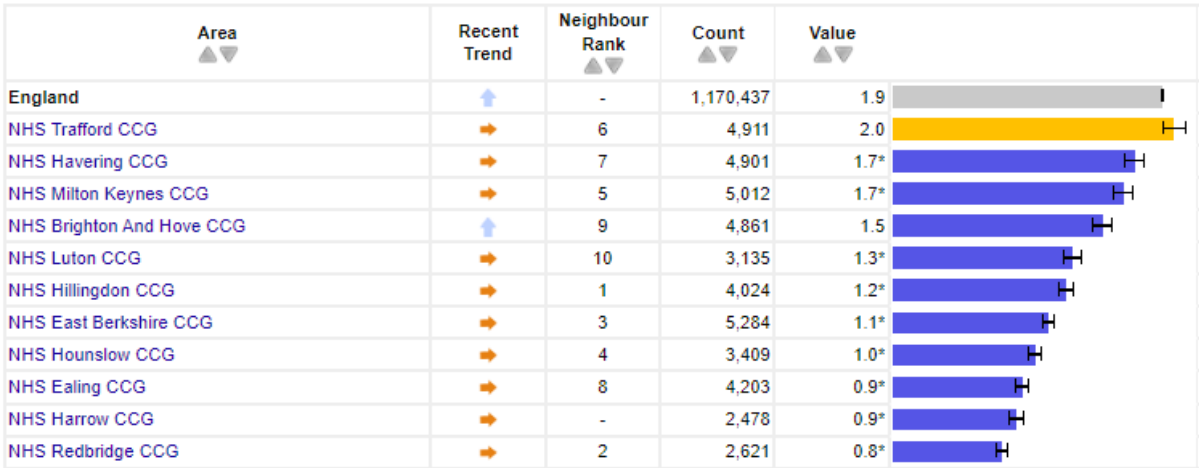 Area Recent Trend Neighbour Rank Count Value
England - 1,170,437 1.9
NHS Trafford CCG 6 4,911 2.0
NHS Havering CCG 7 4,901 1.7*
NHS Milton Keynes CCG 5 5,012 1.7*
NHS Brighton And Hove CCG 9 4,861 1.5
NHS Luton CCG 10 3,135 1.3*
NHS Hillingdon CCG 1 4,024 1.2*
NHS East Berkshire CCG 3 5,284 1.1*
NHS Hounslow CCG 4 3,409 1.0*
NHS Ealing CCG 8 4,203 0.9*
NHS Harrow CCG - 2,478 0.9*
NHS Redbridge CCG 2 2,621 0.8*